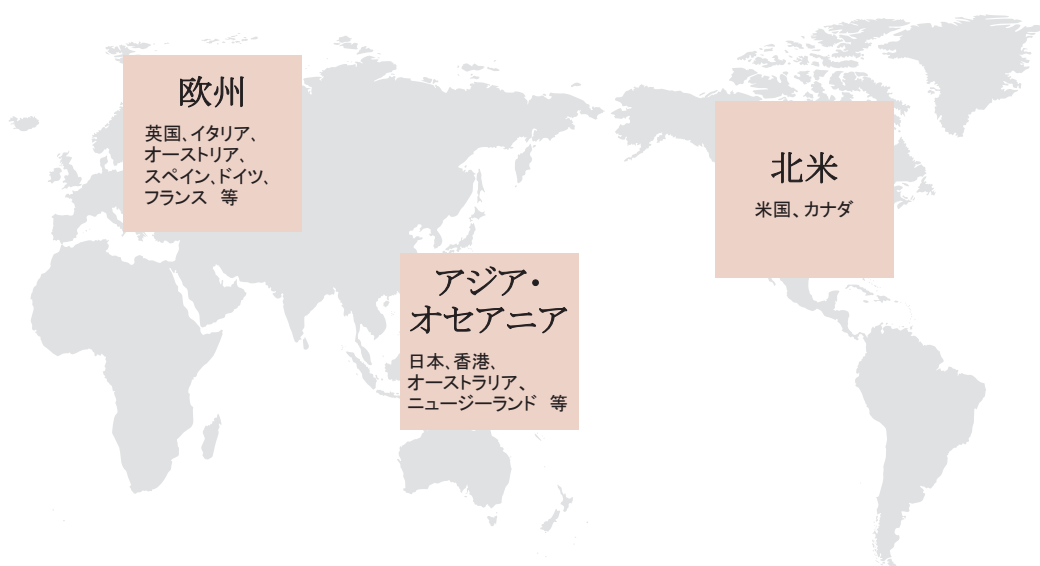 欧州
英国、イタリア、
オーストリア、
スペイン、ドイツ、
フランス 等
アジア・
オセアニア
日本、香港、
オーストラリア、
ニュージーランド 等
北米
米国、カナダ